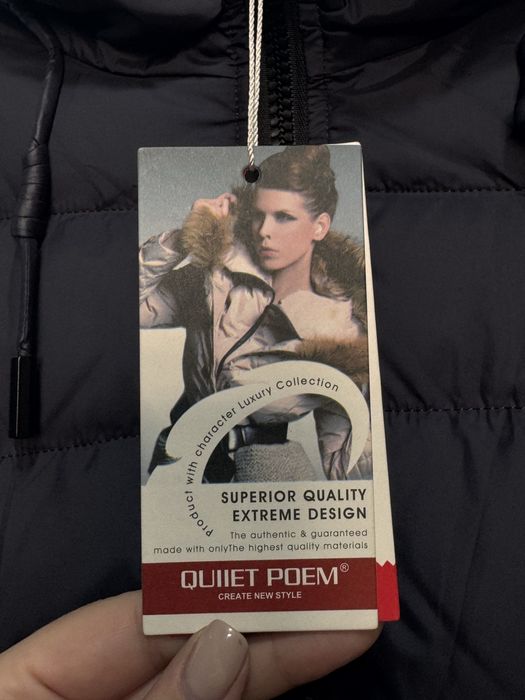 Product with character Luxury Collection
SUPERIOR QUALITY
EXTREME DESIGN
The authentic & guaranteed
made with onlyThe highest quality materials
QUIIET POEM®
CREATE NEW STYLE